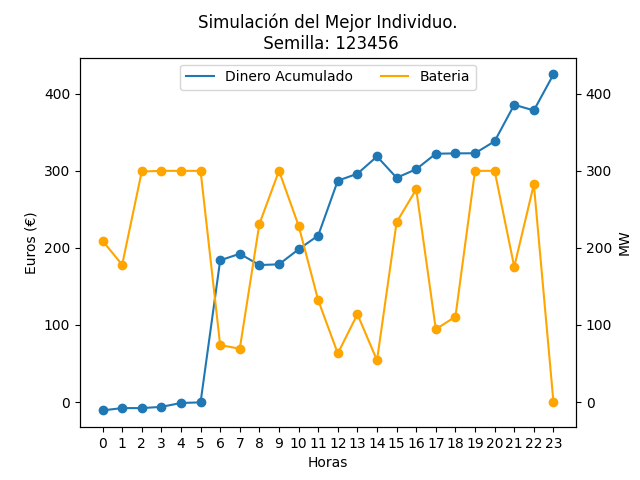 Simulación del Mejor Individuo.
Semilla: 123456
Dinero Acumulado
Bateria
400
300
200
100
0
Euros (€)
400
300
200
100
0
MW
0 1 2 3 4 5 6 7 8 9 10 11 12 13 14 15 16 17 18 19 20 21 22 23
Horas